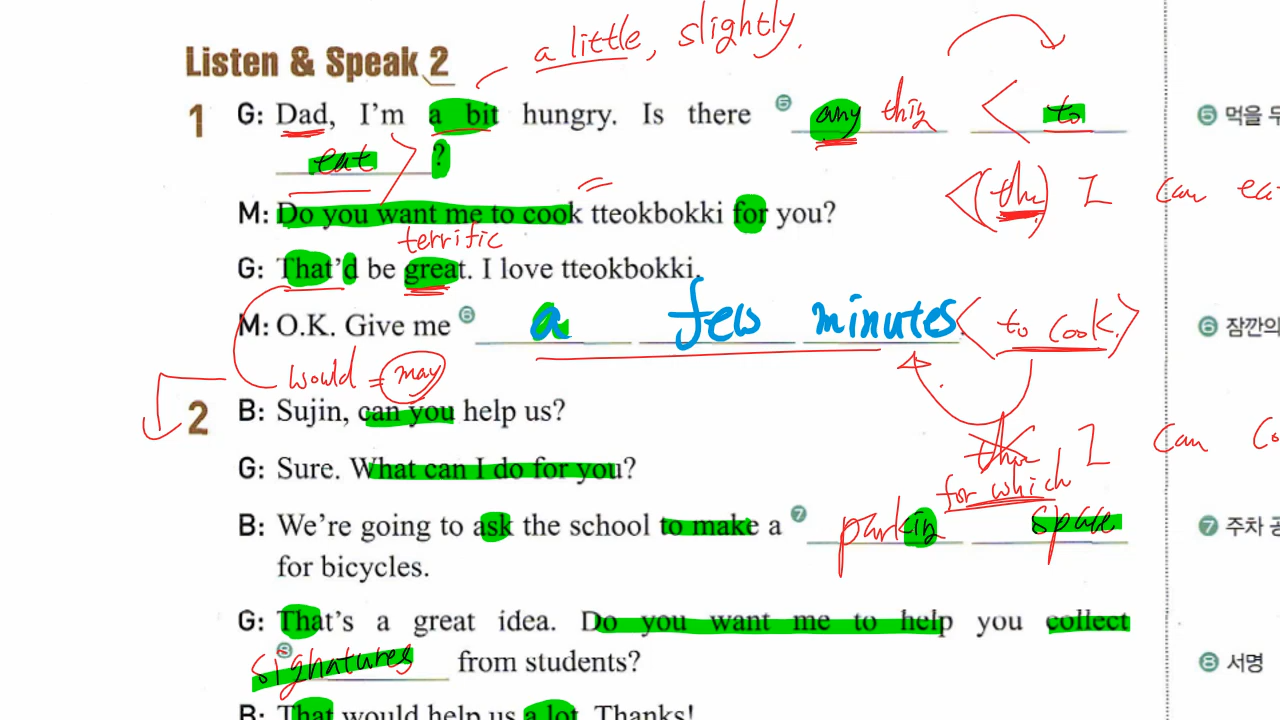 a little, slightly.
Listen & Speak 2
1 G: Dad, I'm a bit hungry. Is there ⑤ any thig < to
eat ?
⑤ 먹을
<(tha) I can eat
M: Do you want me to cook tteokbokki for you?
terrific
G: That'd be great. I love tteokbokki.
M: O.K. Give me ⑥ a few minutes < to cook. >
⑥ 잠깐의
would = may
2 B: Sujin, can you help us?
I can
G: Sure. What can I do for you?
for which
B: We're going to ask the school to make a ⑦ parkin space
⑦ 주차
for bicycles.
G: That's a great idea. Do you want me to help you collect
⑧ signatures from students?
⑧ 서명
B: That would help us a lot. Thanks!